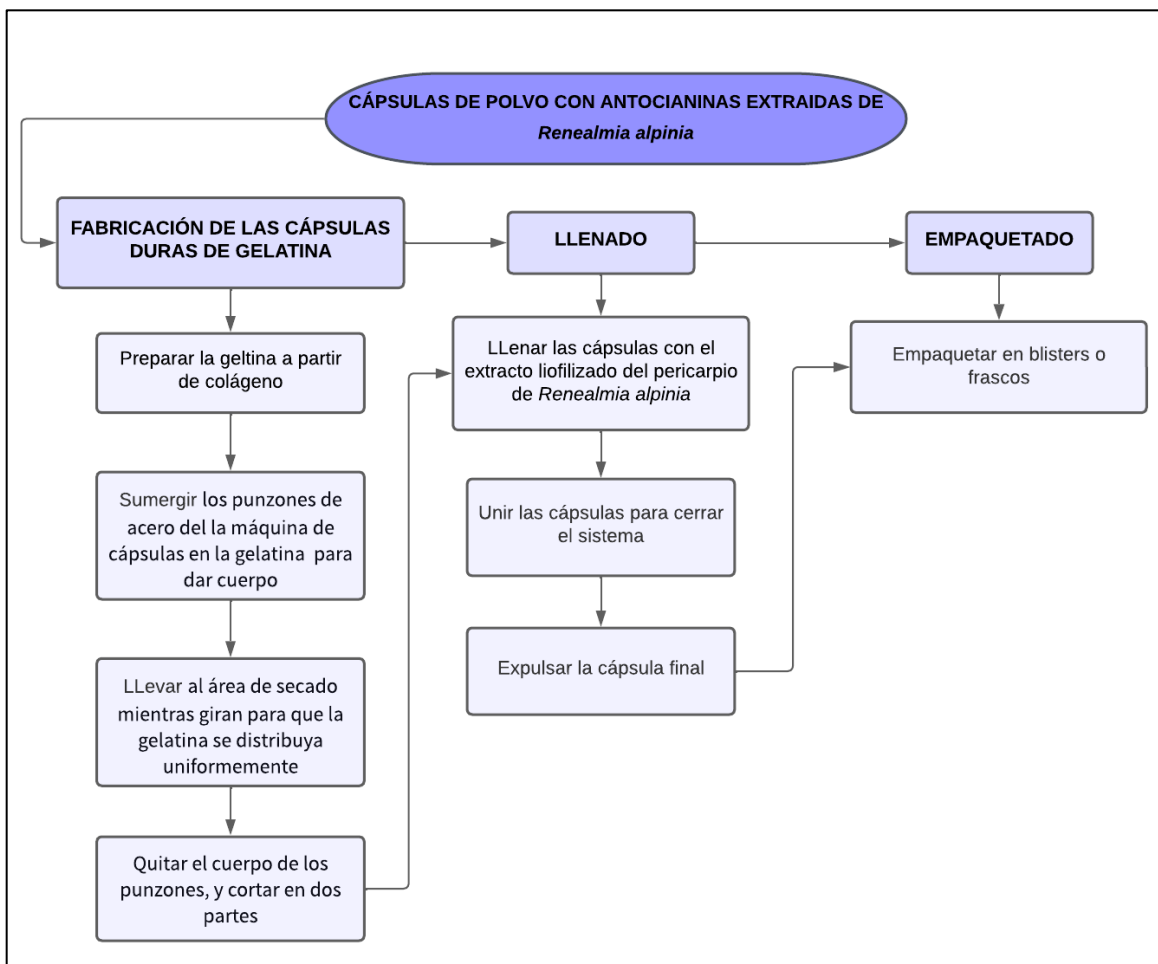 CÁPSULAS DE POLVO CON ANTOCIANINAS EXTRAIDAS DE
Renealmia alpinia
FABRICACIÓN DE LAS CÁPSULAS
DURAS DE GELATINA
Preparar la geltina a partir
de colágeno
Sumergir los punzones de
acero del la máquina de
cápsulas en la gelatina para
dar cuerpo
LLevar al área de secado
mientras giran para que la
gelatina se distribuya
uniformemente
Quitar el cuerpo de los
punzones, y cortar en dos
partes
LLENADO
LLenar las cápsulas con el
extracto liofilizado del pericarpio
de Renealmia alpinia
Unir las cápsulas para cerrar
el sistema
Expulsar la cápsula final
EMPAQUETADO
Empaquetar en blisters o
frascos